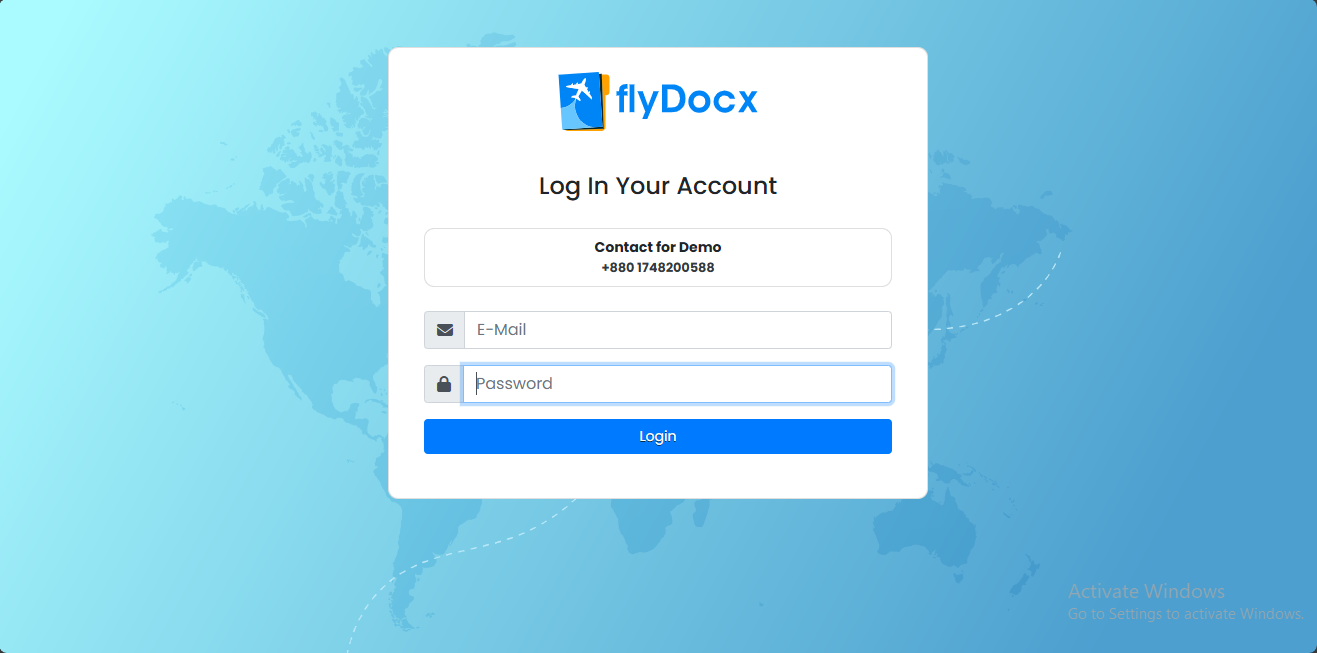 flyDocx
Log In Your Account
Contact for Demo
+880 1748200588
E-Mail
Password
Login
Activate Windows
Go to Settings to activate Windows.